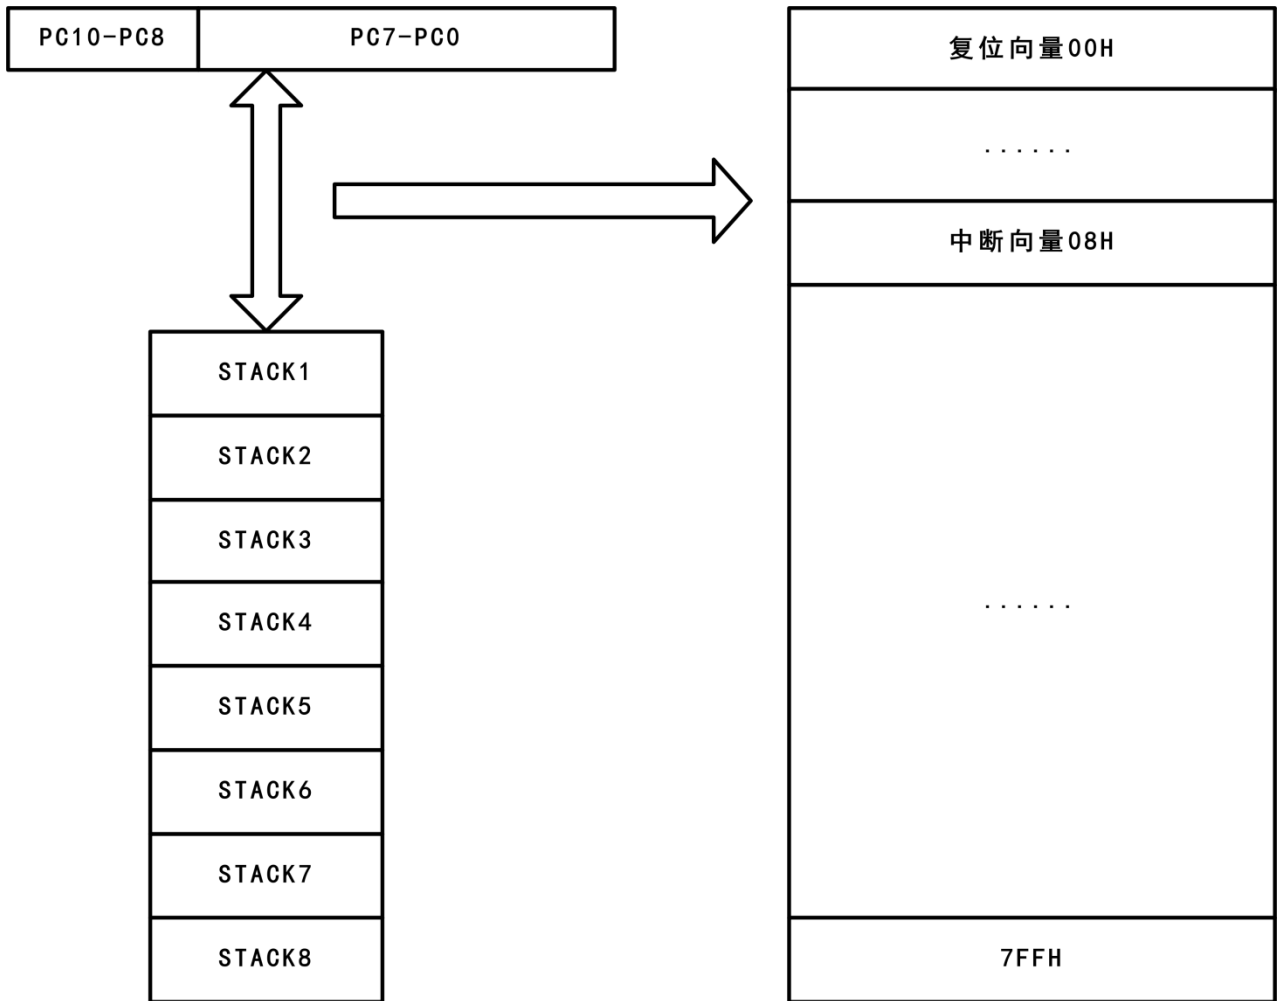 PC10-PC8
PC7-PC0
STACK1
STACK2
STACK3
STACK4
STACK5
STACK6
STACK7
STACK8
复位向量00H
......
中断向量08H
......
7FFH